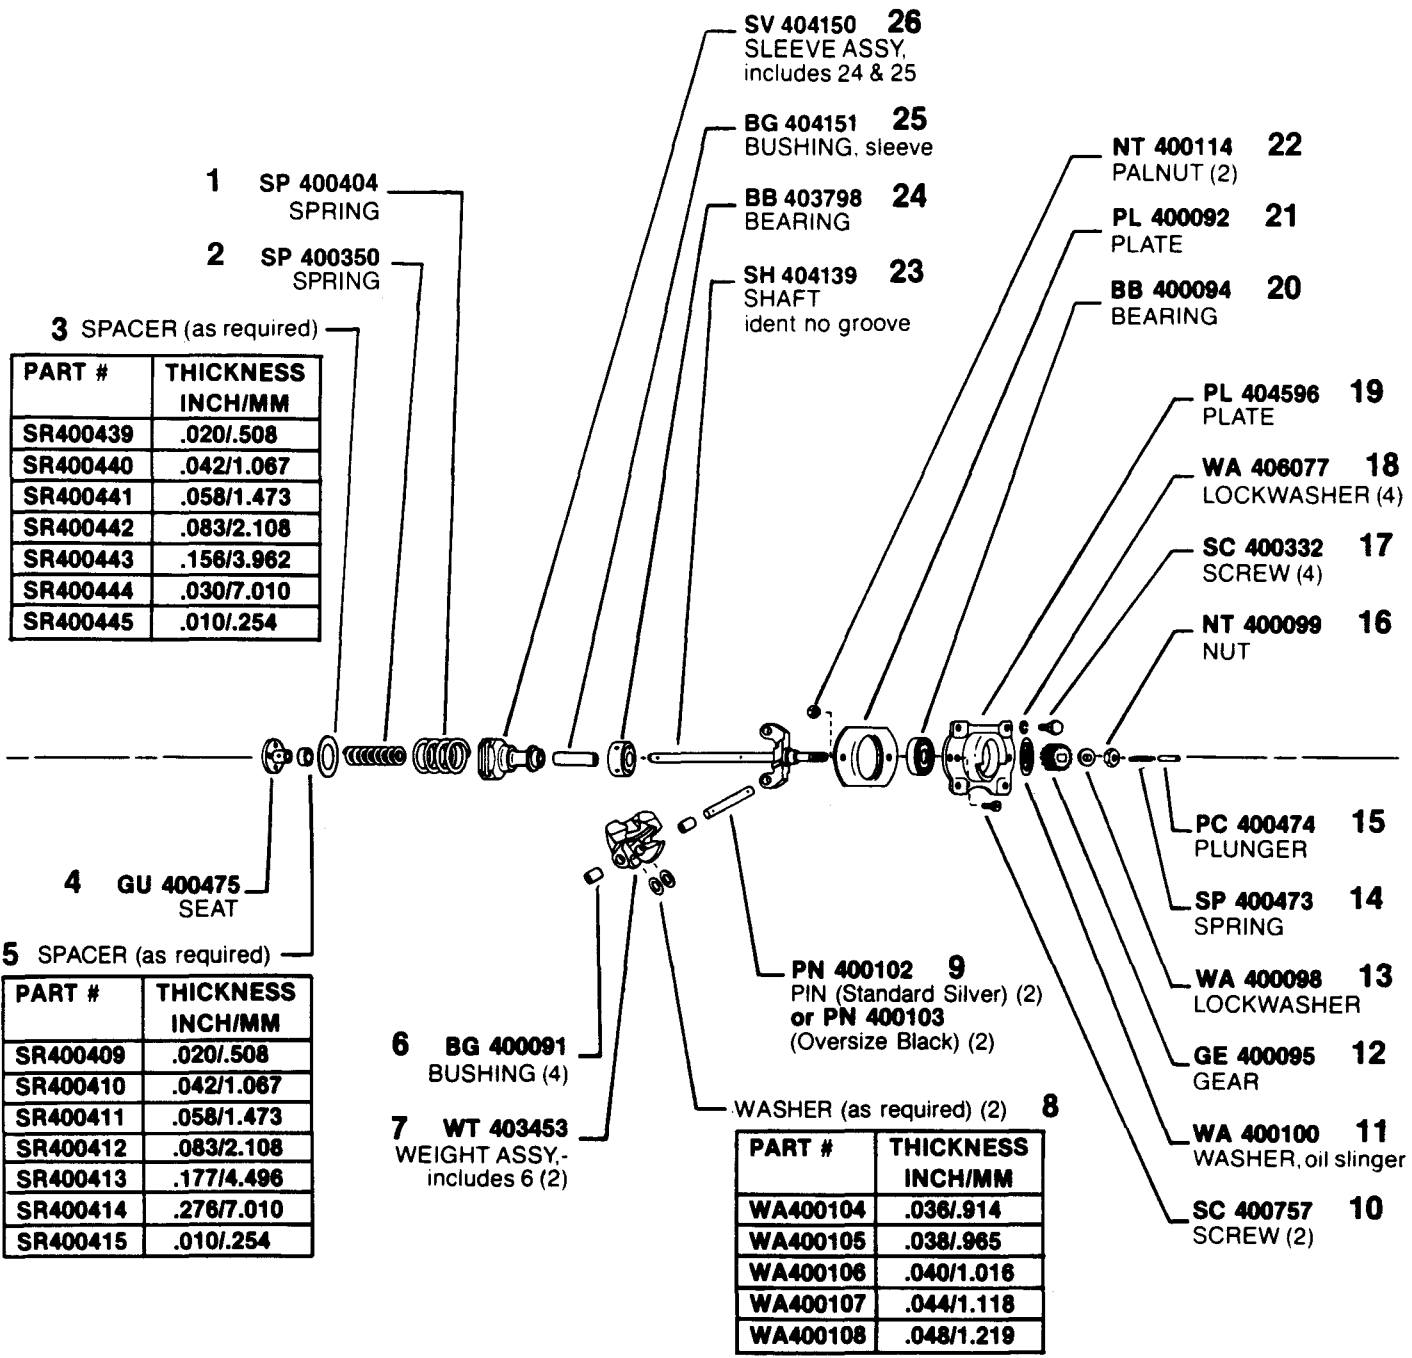 SV 404150 26
SLEEVE ASSY,
includes 24 & 25
BG 404151 25
BUSHING, sleeve
BB 403798 24
BEARING
SH 404139 23
SHAFT
ident no groove
NT 400114 22
PALNUT (2)
PL 400092 21
PLATE
BB 400094 20
BEARING
PL 404596 19
PLATE
WA 406077 18
LOCKWASHER (4)
SC 400332 17
SCREW (4)
NT 400099 16
NUT
1 SP 400404
SPRING
2 SP 400350
SPRING
3 SPACER (as required)
PART # THICKNESS
INCH/MM
SR400439 .020/.508
SR400440 .042/1.067
SR400441 .058/1.473
SR400442 .083/2.108
SR400443 .156/3.962
SR400444 .030/7.010
SR400445 .010/.254
4 GU 400475
SEAT
5 SPACER (as required)
PART # THICKNESS
INCH/MM
SR400409 .020/.508
SR400410 .042/1.067
SR400411 .058/1.473
SR400412 .083/2.108
SR400413 .177/4.496
SR400414 .276/7.010
SR400415 .010/.254
6 BG 400091
BUSHING (4)
7 WT 403453
WEIGHT ASSY,-
includes 6 (2)
PN 400102 9
PIN (Standard Silver) (2)
or PN 400103
(Oversize Black) (2)
WASHER (as required) (2) 8
PART # THICKNESS
INCH/MM
WA400104 .036/.914
WA400105 .038/.965
WA400106 .040/1.016
WA400107 .044/1.118
WA400108 .048/1.219
PC 400474 15
PLUNGER
SP 400473 14
SPRING
WA 400098 13
LOCKWASHER
GE 400095 12
GEAR
WA 400100 11
WASHER, oil slinger
SC 400757 10
SCREW (2)